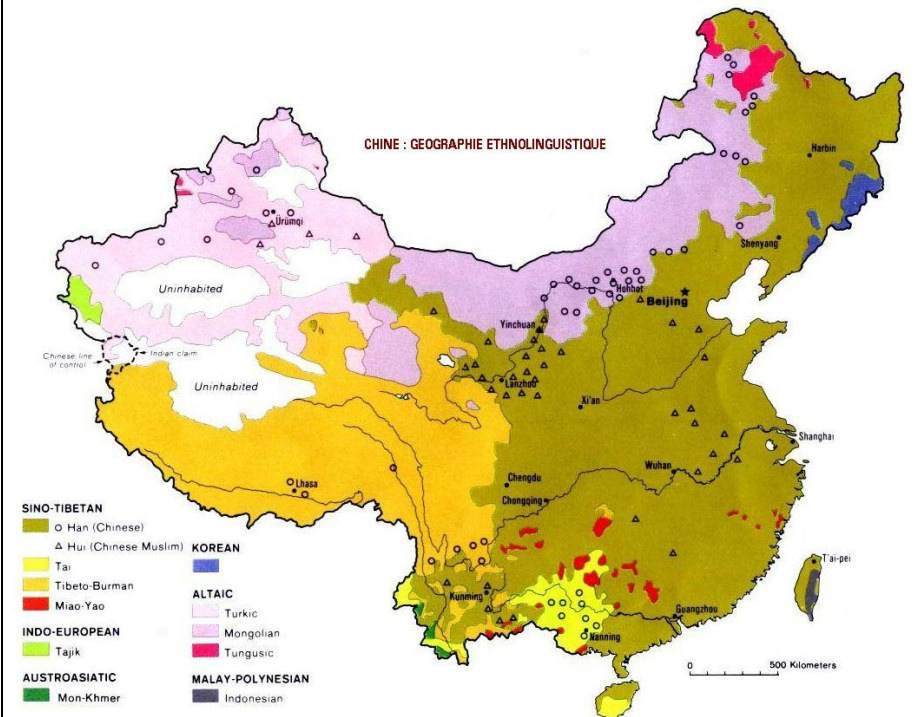 CHINE : GEOGRAPHIE ETHNOLINGUISTIQUE
Harbin
Ürümqi
Shenyang
Uninhabited
Hohhot
Beijing
Yinchuan
Chinese line
of control
Indian claim
Uninhabited
Lanzhou
Xi'an
Shanghai
Wuhan
Chengdu
Chongqing
Lhasa
T'ai-pei
Kunming
Guangzhou
Nanning
0 500 Kilometers
SINO-TIBETAN
Han (Chinese)
Hui (Chinese Muslim)
Tai
Tibeto-Burman
Miao-Yao
INDO-EUROPEAN
Tajik
AUSTROASIATIC
Mon-Khmer
KOREAN
ALTAIC
Turkic
Mongolian
Tungusic
MALAY-POLYNESIAN
Indonesian